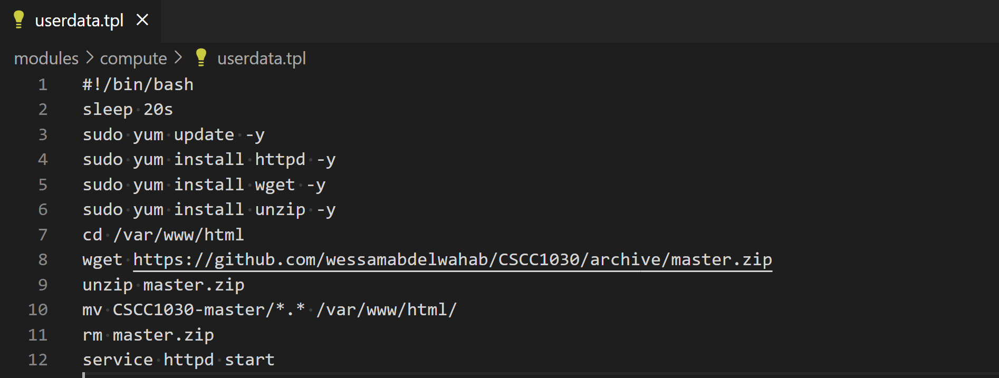 userdata.tpl
modules > compute > userdata.tpl
1 #!/bin/bash
2 sleep 20s
3 sudo yum update -y
4 sudo yum install httpd -y
5 sudo yum install wget -y
6 sudo yum install unzip -y
7 cd /var/www/html
8 wget https://github.com/wessamabdelwahab/CSCC1030/archive/master.zip
9 unzip master.zip
10 mv CSCC1030-master/*.* /var/www/html/
11 rm master.zip
12 service httpd start